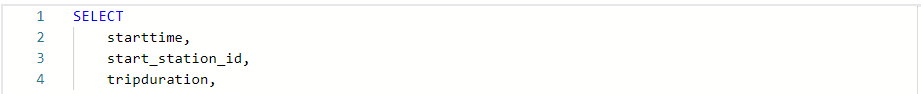 1 SELECT
2 starttime,
3 start_station_id,
4 tripduration,